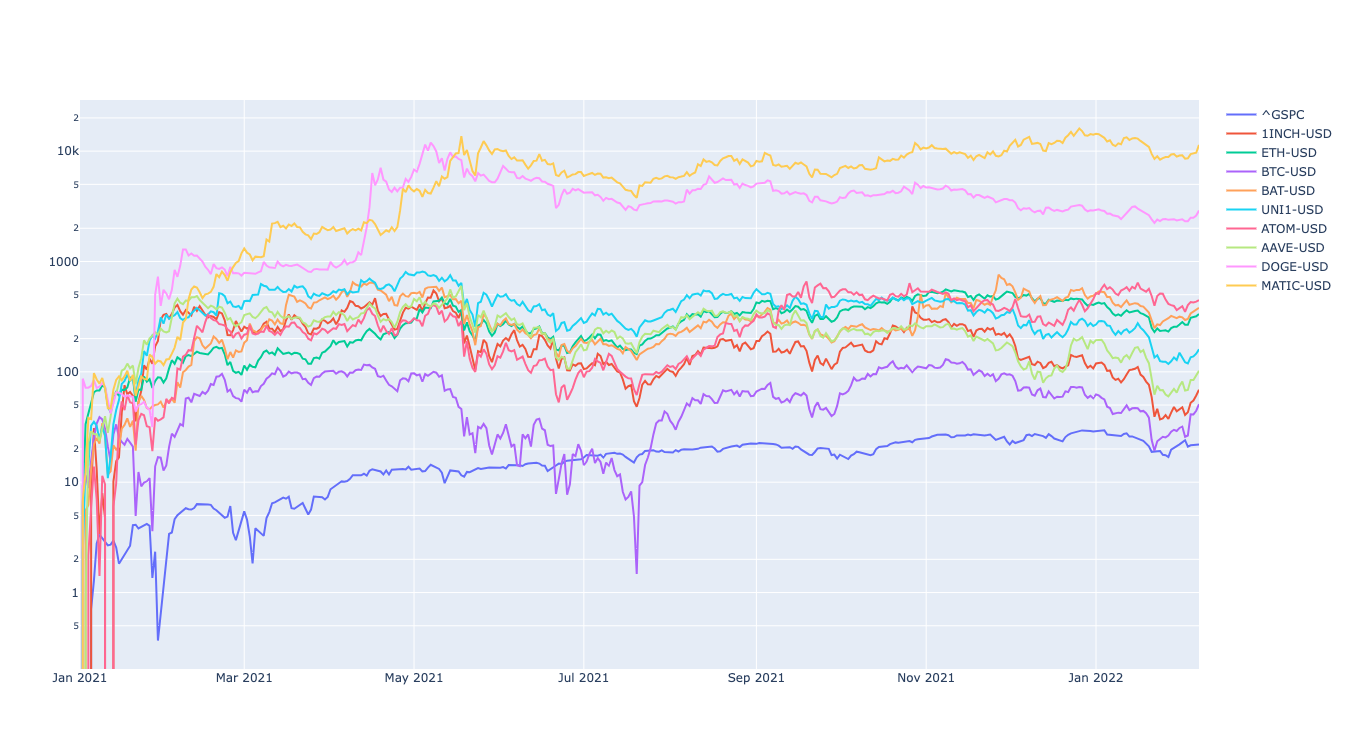 2
10k
5
2
1000
5
2
100
5
2
10
5
2
1
5
Jan 2021
Mar 2021
May 2021
Jul 2021
Sep 2021
Nov 2021
Jan 2022
^GSPC
1INCH-USD
ETH-USD
BTC-USD
BAT-USD
UNI1-USD
ATOM-USD
AAVE-USD
DOGE-USD
MATIC-USD